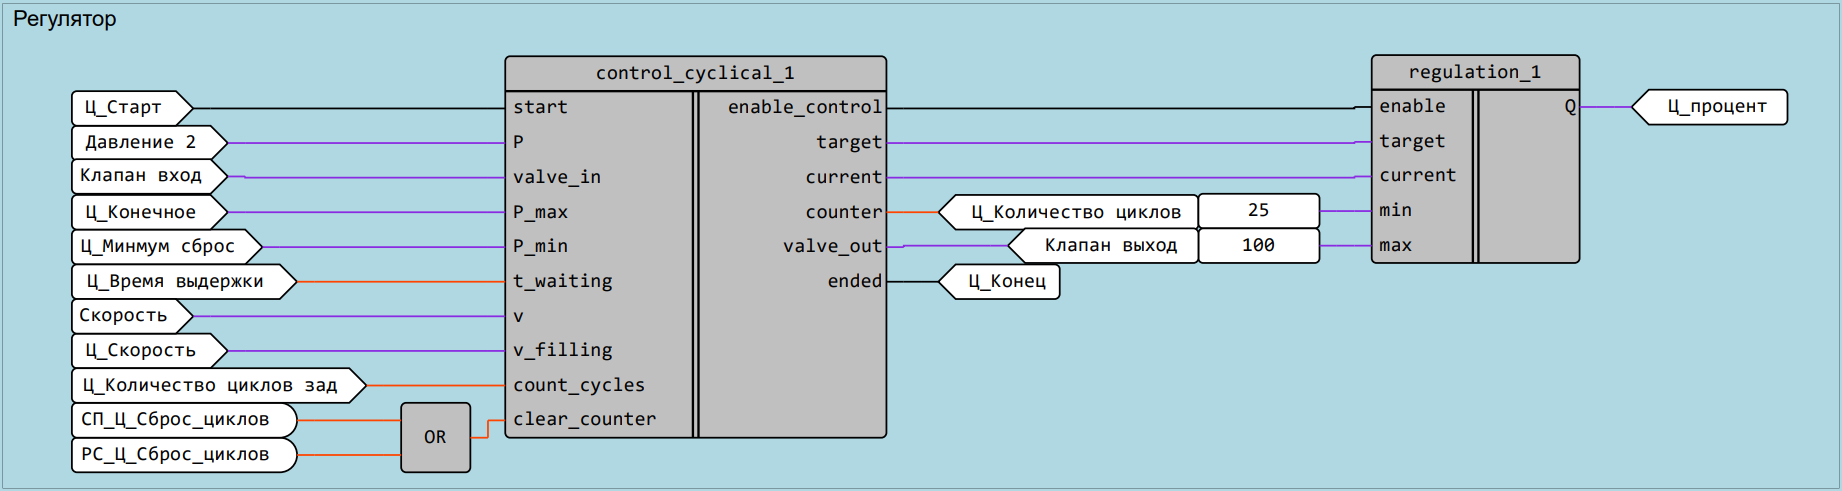 Регулятор
control_cyclical_1
regulation_1
Ц_Старт
start
enable_control
enable
Q
Ц_процент
Давление 2
P
target
target
Клапан вход
valve_in
current
current
Ц_Конечное
P_max
counter
Ц_Количество циклов
25
min
Ц_Минмум сброс
P_min
valve_out
Клапан выход
100
max
Ц_Время выдержки
t_waiting
ended
Ц_Конец
Скорость
v
Ц_Скорость
v_filling
Ц_Количество циклов зад
count_cycles
СП_Ц_Сброс_циклов
clear_counter
OR
РС_Ц_Сброс_циклов